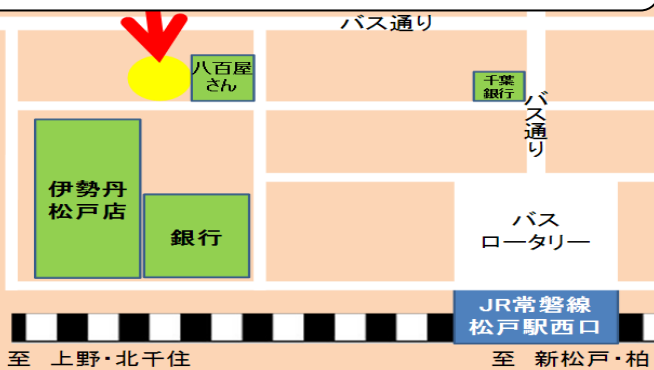 バス通り
八百屋
さん
千葉
銀行
バス通り
伊勢丹
松戸店
銀行
バス
ロータリー
JR常磐線
松戸駅西口
至 上野・北千住
至 新松戸・柏